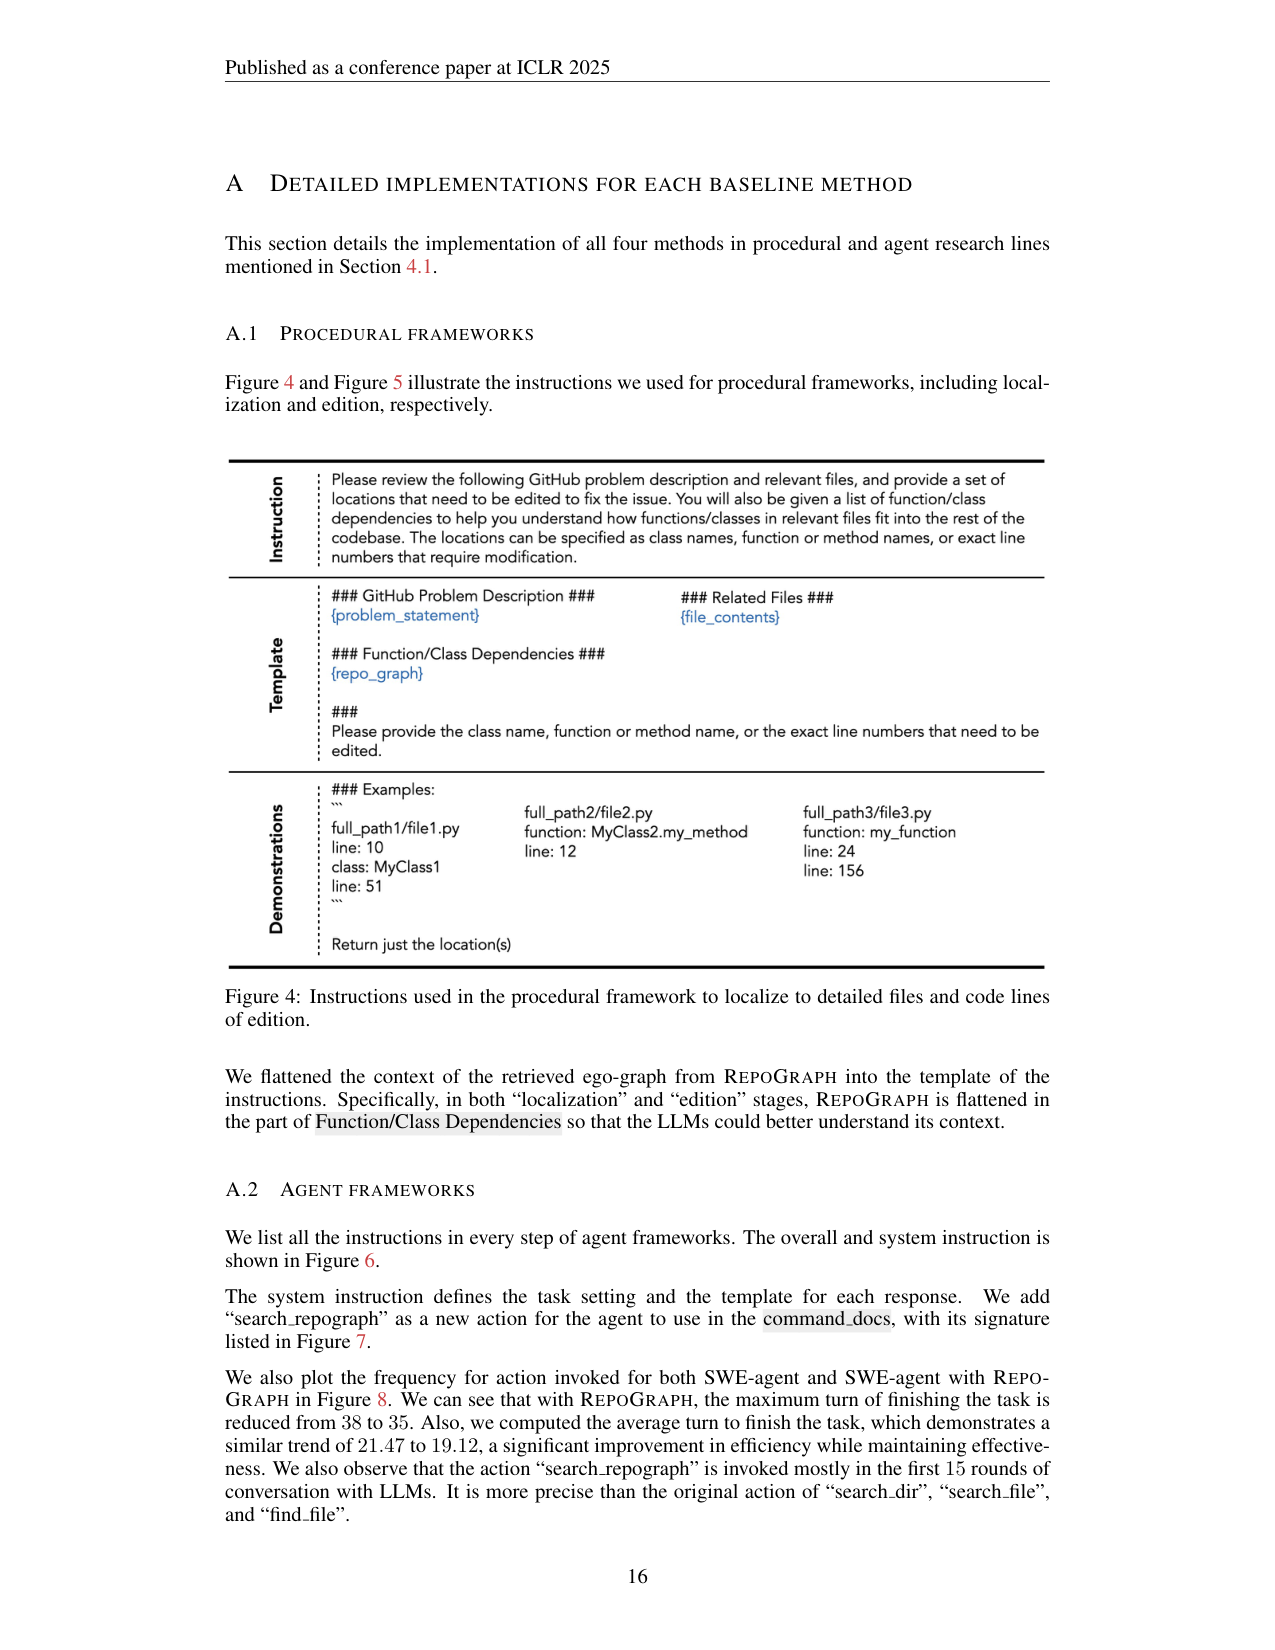 Published as a conference paper at ICLR 2025
A DETAILED IMPLEMENTATIONS FOR EACH BASELINE METHOD
This section details the implementation of all four methods in procedural and agent research lines
mentioned in Section 4.1.
A.1 PROCEDURAL FRAMEWORKS
Figure 4 and Figure 5 illustrate the instructions we used for procedural frameworks, including local-
ization and edition, respectively.
Instruction
Please review the following GitHub problem description and relevant files, and provide a set of
locations that need to be edited to fix the issue. You will also be given a list of function/class
dependencies to help you understand how functions/classes in relevant files fit into the rest of the
codebase. The locations can be specified as class names, function or method names, or exact line
numbers that require modification.
Template
### GitHub Problem Description ###
{problem_statement}
### Related Files ###
{file_contents}
### Function/Class Dependencies ###
{repo_graph}
###
Please provide the class name, function or method name, or the exact line numbers that need to be
edited.
Demonstrations
### Examples:
```
full_path1/file1.py
line: 10
class: MyClass1
line: 51
```
full_path2/file2.py
function: MyClass2.my_method
line: 12
full_path3/file3.py
function: my_function
line: 24
line: 156
Return just the location(s)
Figure 4: Instructions used in the procedural framework to localize to detailed files and code lines
of edition.
We flattened the context of the retrieved ego-graph from REPOGRAPH into the template of the
instructions. Specifically, in both “localization” and “edition” stages, REPOGRAPH is flattened in
the part of Function/Class Dependencies so that the LLMs could better understand its context.
A.2 AGENT FRAMEWORKS
We list all the instructions in every step of agent frameworks. The overall and system instruction is
shown in Figure 6.
The system instruction defines the task setting and the template for each response. We add
“search_repograph” as a new action for the agent to use in the command_docs, with its signature
listed in Figure 7.
We also plot the frequency for action invoked for both SWE-agent and SWE-agent with REPO-
GRAPH in Figure 8. We can see that with REPOGRAPH, the maximum turn of finishing the task is
reduced from 38 to 35. Also, we computed the average turn to finish the task, which demonstrates a
similar trend of 21.47 to 19.12, a significant improvement in efficiency while maintaining effective-
ness. We also observe that the action “search_repograph” is invoked mostly in the first 15 rounds of
conversation with LLMs. It is more precise than the original action of “search_dir”, “search_file”,
and “find_file”.
16